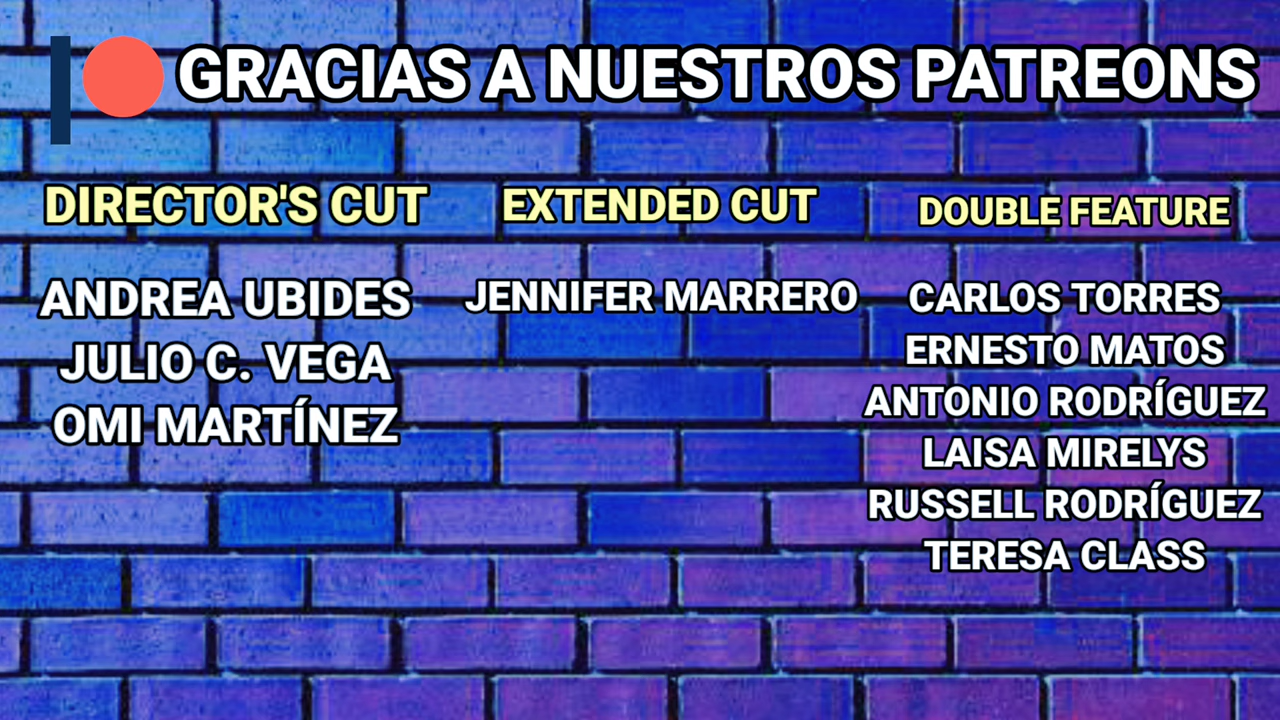 GRACIAS A NUESTROS PATREONS
DIRECTOR'S CUT
ANDREA UBIDES
JULIO C. VEGA
OMI MARTÍNEZ
EXTENDED CUT
JENNIFER MARRERO
DOUBLE FEATURE
CARLOS TORRES
ERNESTO MATOS
ANTONIO RODRÍGUEZ
LAISA MIRELYS
RUSSELL RODRÍGUEZ
TERESA CLASS